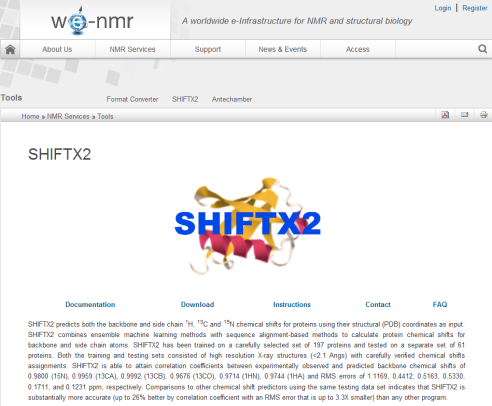 Login | Register
we-nmr
A worldwide e-Infrastructure for NMR and structural biology
About Us NMR Services Support News & Events Access
Tools Format Converter SHIFTX2 Antechamber
Home » NMR Services » Tools
SHIFTX2
SHIFTX2
Documentation Download Instructions Contact FAQ
SHIFTX2 predicts both the backbone and side chain ¹H, ¹³C and ¹⁵N chemical shifts for proteins using their structural (PDB) coordinates as input.
SHIFTX2 combines ensemble machine learning methods with sequence alignment-based methods to calculate protein chemical shifts for
backbone and side chain atoms. SHIFTX2 has been trained on a carefully selected set of 197 proteins and tested on a separate set of 61
proteins. Both the training and testing sets consisted of high resolution X-ray structures (<2.1 Angs) with carefully verified chemical shifts
assignments. SHIFTX2 is able to attain correlation coefficients between experimentally observed and predicted backbone chemical shifts of
0.9800 (15N), 0.9959 (13CA), 0.9992 (13CB), 0.9676 (13CO), 0.9714 (1HN), 0.9744 (1HA) and RMS errors of 1.1169, 0.4412, 0.5163, 0.5330,
0.1711, and 0.1231 ppm, respectively. Comparisons to other chemical shift predictors using the same testing data set indicates that SHIFTX2 is
substantially more accurate (up to 26% better by correlation coefficient with an RMS error that is up to 3.3X smaller) than any other program.